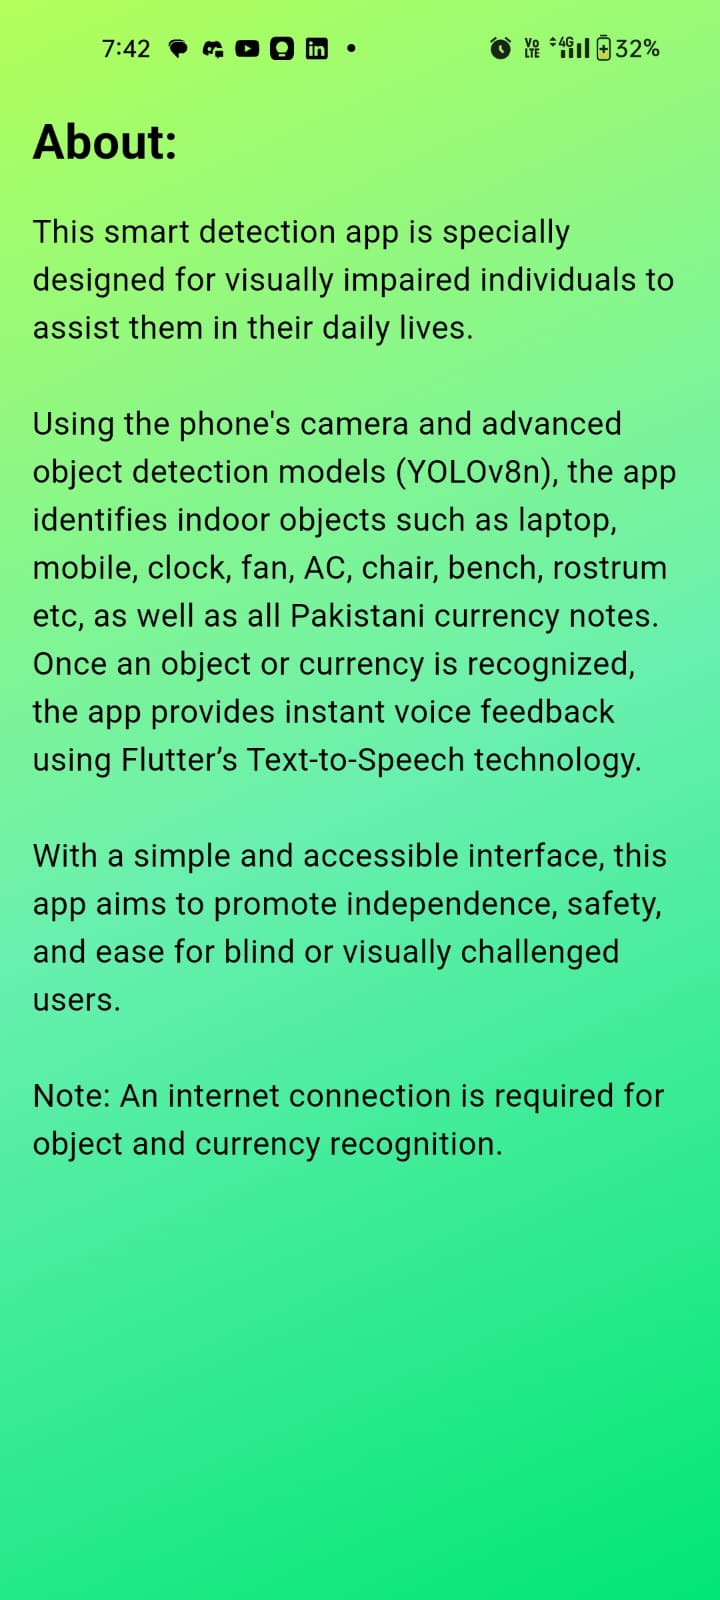 7:42 Vo LTE 4G 32%
About:
This smart detection app is specially
designed for visually impaired individuals to
assist them in their daily lives.
Using the phone's camera and advanced
object detection models (YOLOv8n), the app
identifies indoor objects such as laptop,
mobile, clock, fan, AC, chair, bench, rostrum
etc, as well as all Pakistani currency notes.
Once an object or currency is recognized,
the app provides instant voice feedback
using Flutter’s Text-to-Speech technology.
With a simple and accessible interface, this
app aims to promote independence, safety,
and ease for blind or visually challenged
users.
Note: An internet connection is required for
object and currency recognition.